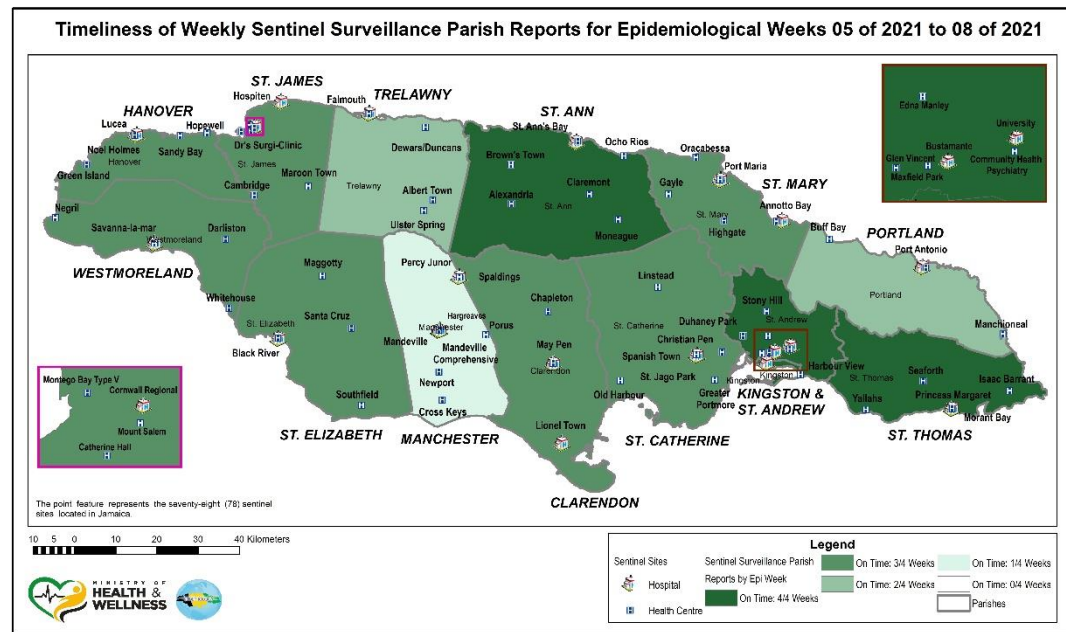 Timeliness of Weekly Sentinel Surveillance Parish Reports for Epidemiological Weeks 05 of 2021 to 08 of 2021
ST. JAMES
Hospiten
TRELAWNY
Falmouth
HANOVER
Lucea
Hopewell
Sandy Bay
Noel Holmes
Hanover
Green Island
Dr's Surgi-Clinic
St. James
Maroon Town
Cambridge
Dewars/Duncans
Trelawny
Albert Town
Ulster Spring
ST. ANN
St. Ann's Bay
Ocho Rios
Brown's Town
Alexandria
Claremont
St. Ann
Moneague
Oracabessa
Port Maria
Gayle
ST. MARY
Annotto Bay
St. Mary
Highgate
Buff Bay
PORTLAND
Port Antonio
Portland
Manchioneal
Edna Manley
University
Bustamante
Glen Vincent
Community Health
Psychiatry
Maxfield Park
Negril
Savanna-la-mar
Westmoreland
Darliston
WESTMORELAND
Whitehouse
Maggotty
Santa Cruz
St. Elizabeth
Black River
Southfield
ST. ELIZABETH
Percy Junor
Hargreaves
Manchester
Mandeville
Mandeville
Comprehensive
Newport
Cross Keys
MANCHESTER
Porus
Spaldings
Chapleton
May Pen
Clarendon
Lionel Town
CLARENDON
Linstead
St. Catherine
Duhaney Park
Christian Pen
Spanish Town
St. Jago Park
Old Harbour
Greater
Portmore
ST. CATHERINE
Stony Hill
St. Andrew
Kingston
Kingston
Harbour View
KINGSTON &
ST. ANDREW
St. Thomas
Seaforth
Isaac Barrant
Princess Margaret
Yallahs
Morant Bay
ST. THOMAS
Montego Bay Type V
Cornwall Regional
Mount Salem
Catherine Hall
The point feature represents the seventy-eight (78) sentinel
sites located in Jamaica.
10 5 0 10 20 30 40 Kilometers
MINISTRY OF
HEALTH &
WELLNESS
Legend
Sentinel Sites
Hospital
Health Centre
Sentinel Surveillance Parish
Reports by Epi Week
On Time: 4/4 Weeks
On Time: 3/4 Weeks
On Time: 2/4 Weeks
On Time: 1/4 Weeks
On Time: 0/4 Weeks
Parishes